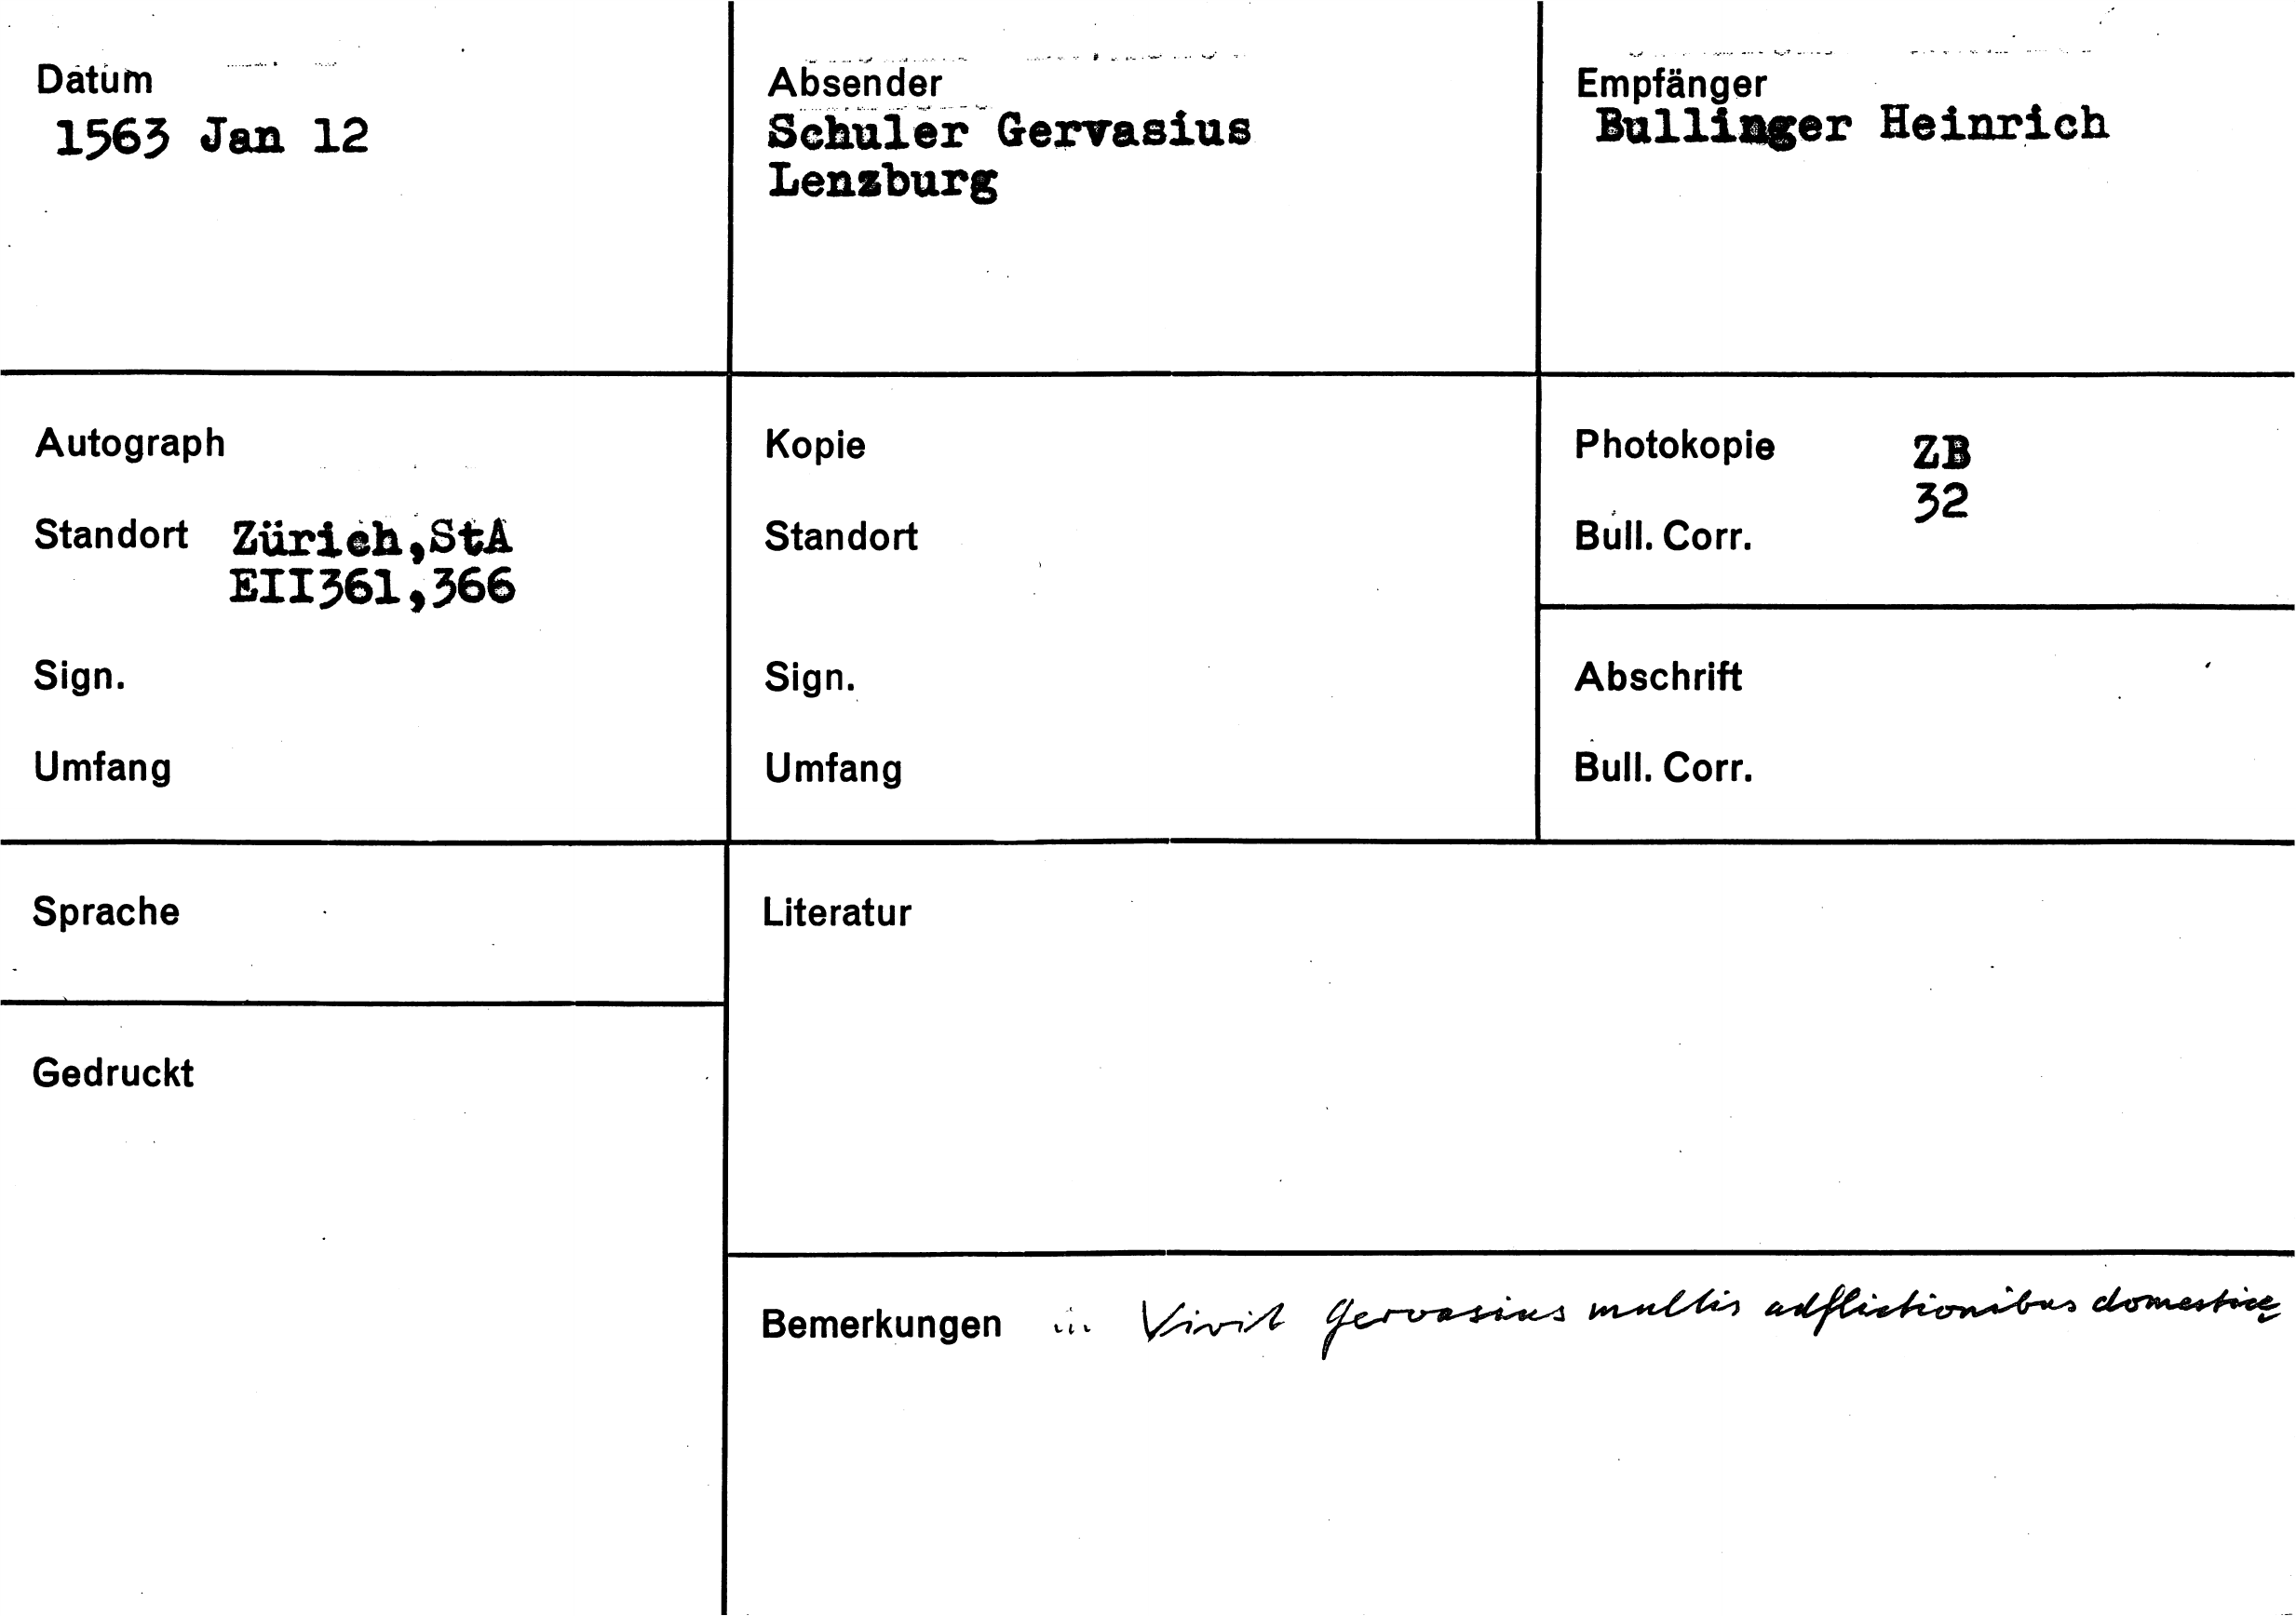 Datum
1563 Jan 12
Absender
Schuler Gervasius
Lenzburg
Empfänger
Bullinger Heinrich
Autograph
Standort Zürich,StA
EII361,366
Sign.
Umfang
Kopie
Standort
Sign.
Umfang
Photokopie ZB
32
Bull. Corr.
Abschrift
Bull. Corr.
Sprache
Gedruckt
Literatur
Bemerkungen Vivit Gervasius multis adflictionibus